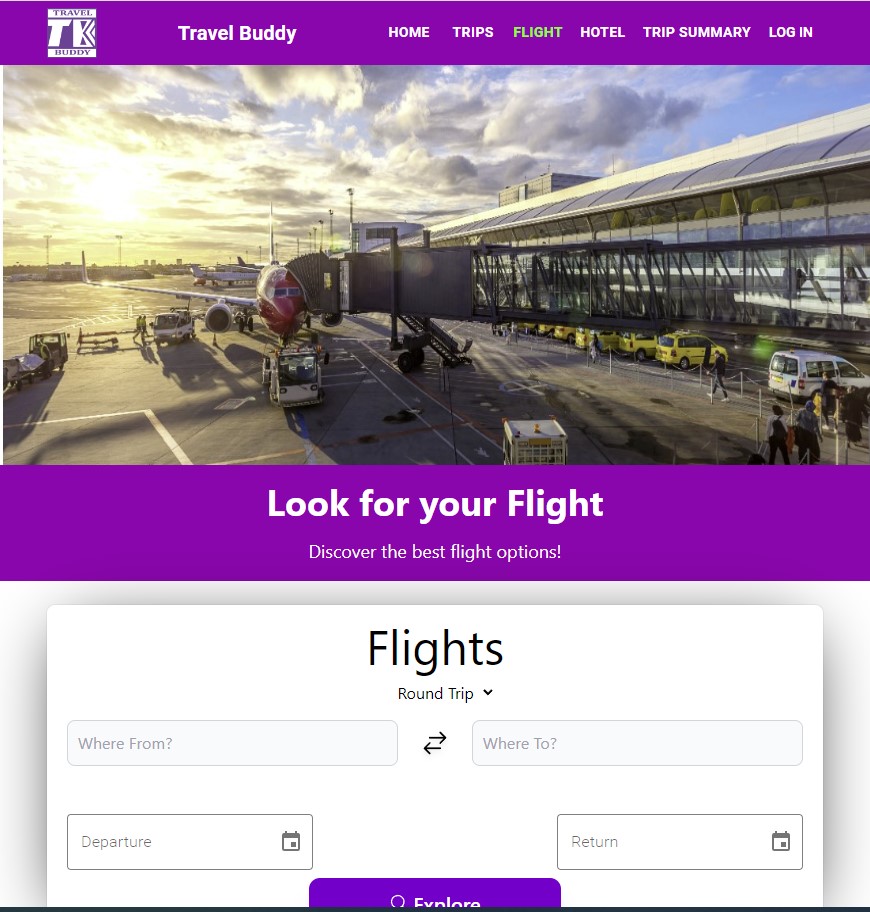 TRAVEL
TK
BUDDY
Travel Buddy
HOME TRIPS FLIGHT HOTEL TRIP SUMMARY LOG IN
Look for your Flight
Discover the best flight options!
Flights
Round Trip
Where From? Where To?
Departure Return
Explore